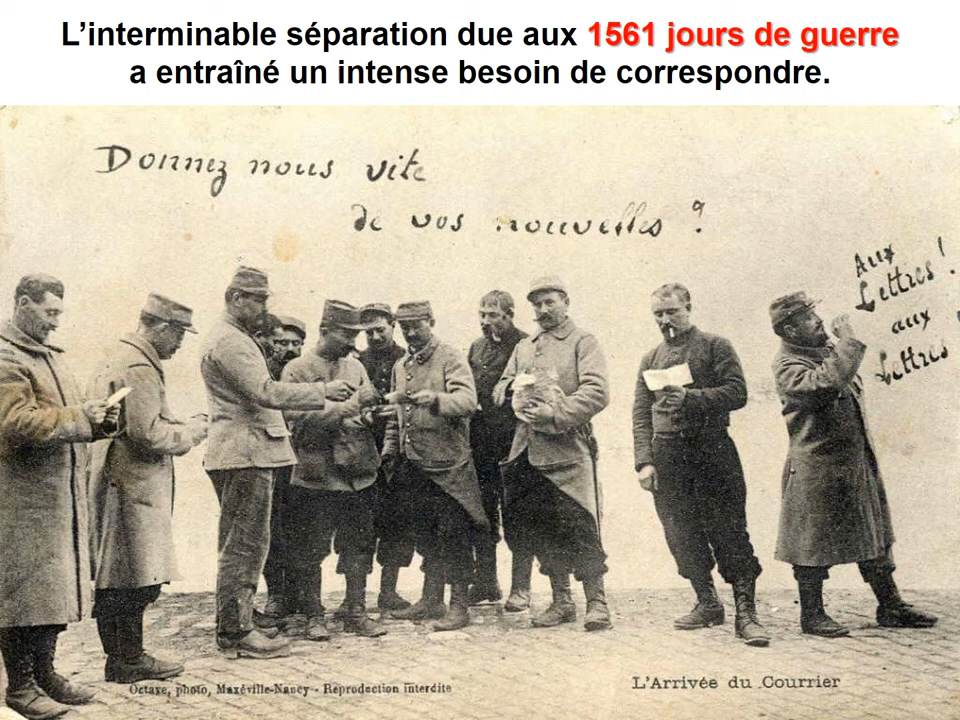 L’interminable séparation due aux 1561 jours de guerre
a entraîné un intense besoin de correspondre.
Donnez nous vite
de vos nouvelles ?
Aux
Lettres !
aux
Lettres
Octave, photo, Maxéville-Nancy - Reproduction interdite
L'Arrivée du Courrier